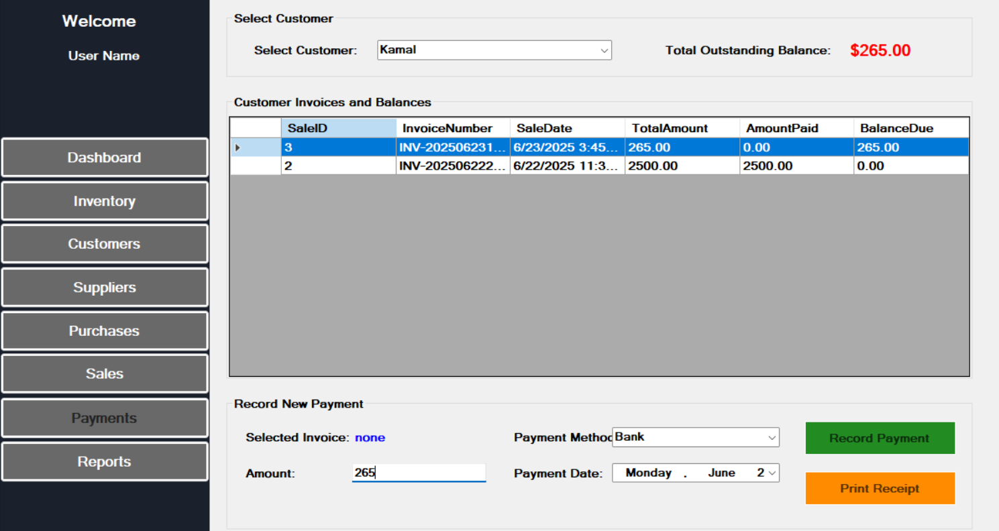 Welcome
User Name
Dashboard
Inventory
Customers
Suppliers
Purchases
Sales
Payments
Reports
Select Customer
Select Customer: Kamal Total Outstanding Balance: $265.00
Customer Invoices and Balances
SaleID InvoiceNumber SaleDate TotalAmount AmountPaid BalanceDue
3 INV-202506231... 6/23/2025 3:45... 265.00 0.00 265.00
2 INV-202506222... 6/22/2025 11:3... 2500.00 2500.00 0.00
Record New Payment
Selected Invoice: none Payment Method Bank Record Payment
Amount: 265 Payment Date: Monday . June 2
Print Receipt